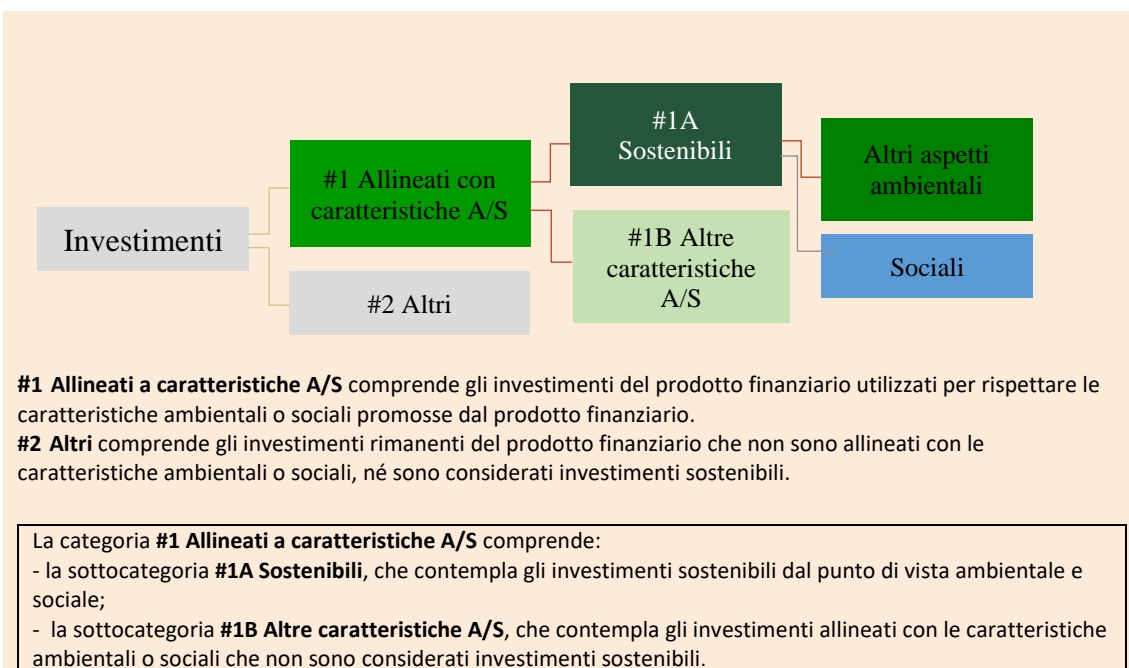 #1A
Sostenibili
Altri aspetti
ambientali
#1 Allineati con
caratteristiche A/S
Investimenti
#1B Altre
caratteristiche
A/S
Sociali
#2 Altri
#1 Allineati a caratteristiche A/S comprende gli investimenti del prodotto finanziario utilizzati per rispettare le
caratteristiche ambientali o sociali promosse dal prodotto finanziario.
#2 Altri comprende gli investimenti rimanenti del prodotto finanziario che non sono allineati con le
caratteristiche ambientali o sociali, né sono considerati investimenti sostenibili.
La categoria #1 Allineati a caratteristiche A/S comprende:
- la sottocategoria #1A Sostenibili, che contempla gli investimenti sostenibili dal punto di vista ambientale e
sociale;
- la sottocategoria #1B Altre caratteristiche A/S, che contempla gli investimenti allineati con le caratteristiche
ambientali o sociali che non sono considerati investimenti sostenibili.